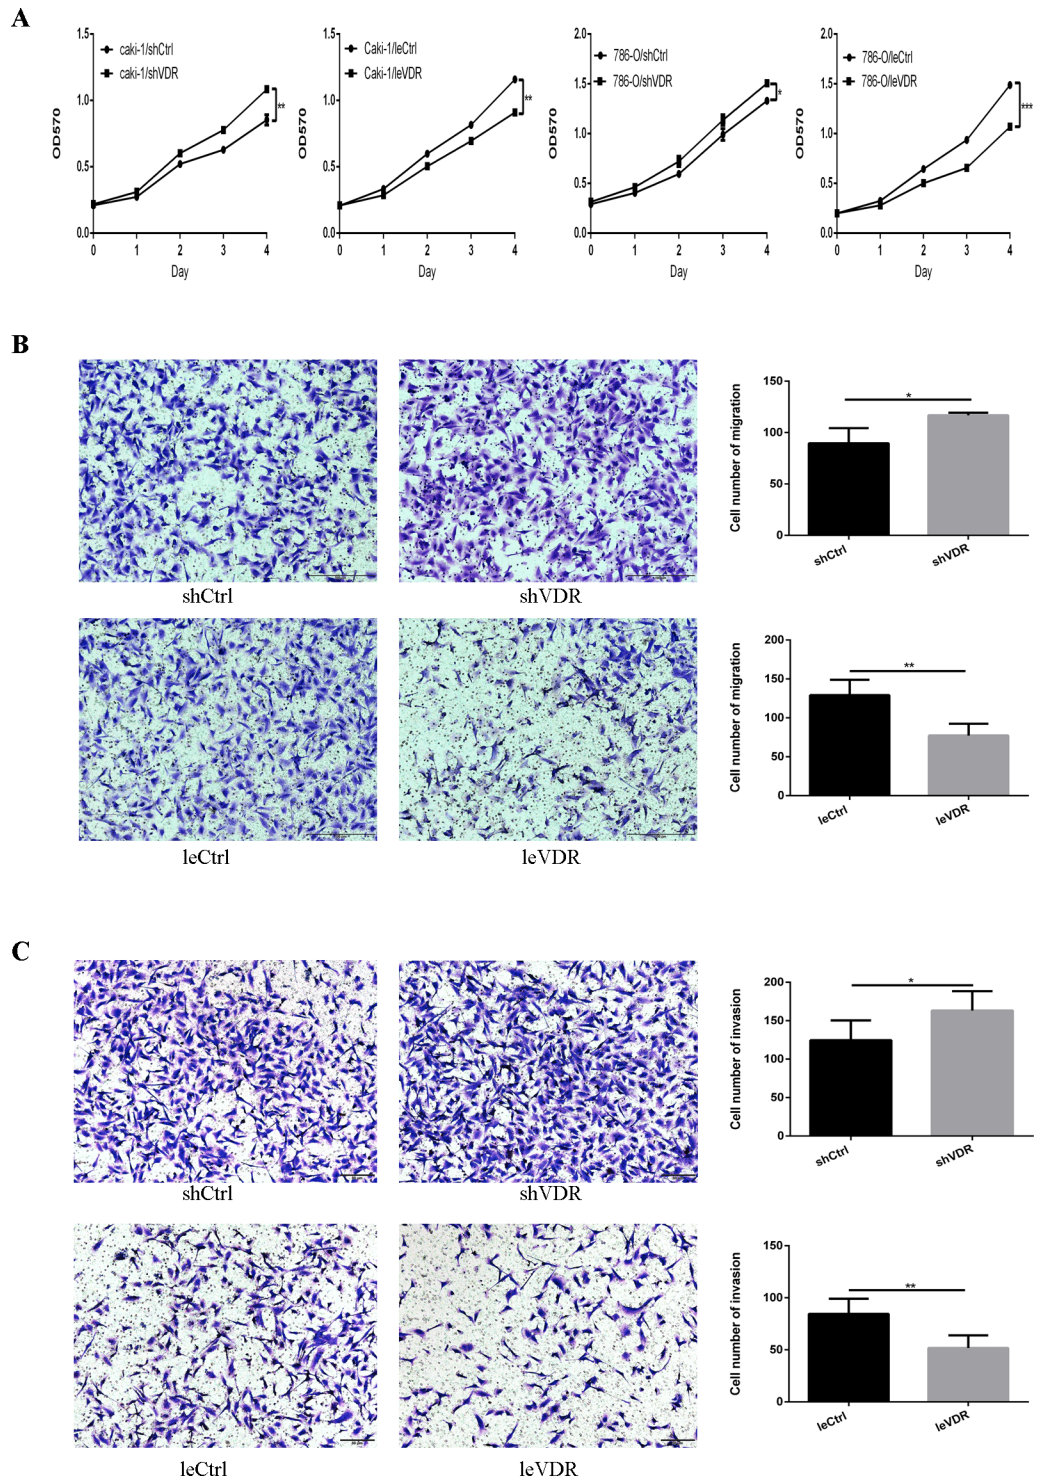 A
1.5
1.0
0.5
0.0
OD570
caki-1/shCtrl
caki-1/shVDR
**
0 1 2 3 4
Day
1.5
1.0
0.5
0.0
OD570
Caki-1/leCtrl
Caki-1/leVDR
**
0 1 2 3 4
Day
2.0
1.5
1.0
0.5
0.0
OD570
786-O/shCtrl
786-O/shVDR
*
0 1 2 3 4
Day
2.0
1.5
1.0
0.5
0.0
OD570
786-O/leCtrl
786-O/leVDR
***
0 1 2 3 4
Day
B
shCtrl
shVDR
Cell number of migration
150
100
50
0
*
shCtrl
shVDR
leCtrl
leVDR
Cell number of migration
200
150
100
50
0
**
leCtrl
leVDR
C
shCtrl
shVDR
Cell number of invasion
200
150
100
50
0
*
shCtrl
shVDR
leCtrl
leVDR
Cell number of invasion
150
100
50
0
**
leCtrl
leVDR